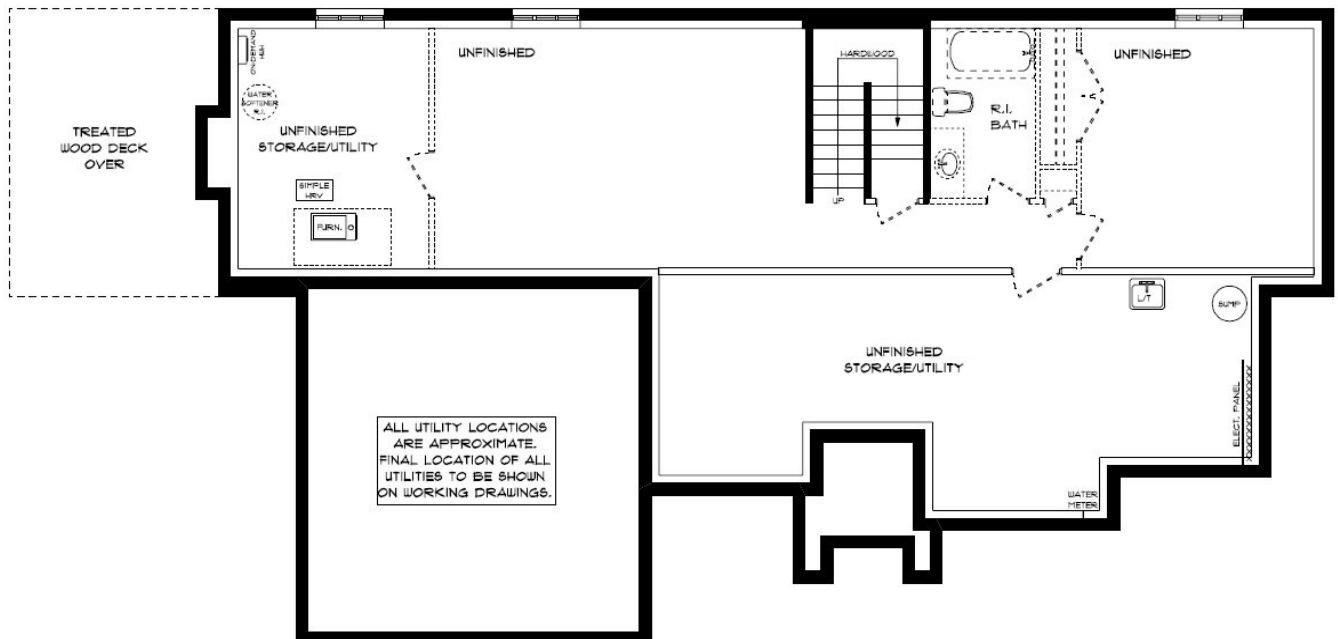 TREATED
WOOD DECK
OVER
ON-DEMAND
HWH
WATER
SOFTENER
R.I.
UNFINISHED
STORAGE/UTILITY
SIMPLE
HRV
FURN.
UNFINISHED
HARDWOOD
UP
R.I.
BATH
UNFINISHED
L/T
SUMP
UNFINISHED
STORAGE/UTILITY
ELECT. PANEL
WATER
METER
ALL UTILITY LOCATIONS
ARE APPROXIMATE.
FINAL LOCATION OF ALL
UTILITIES TO BE SHOWN
ON WORKING DRAWINGS.